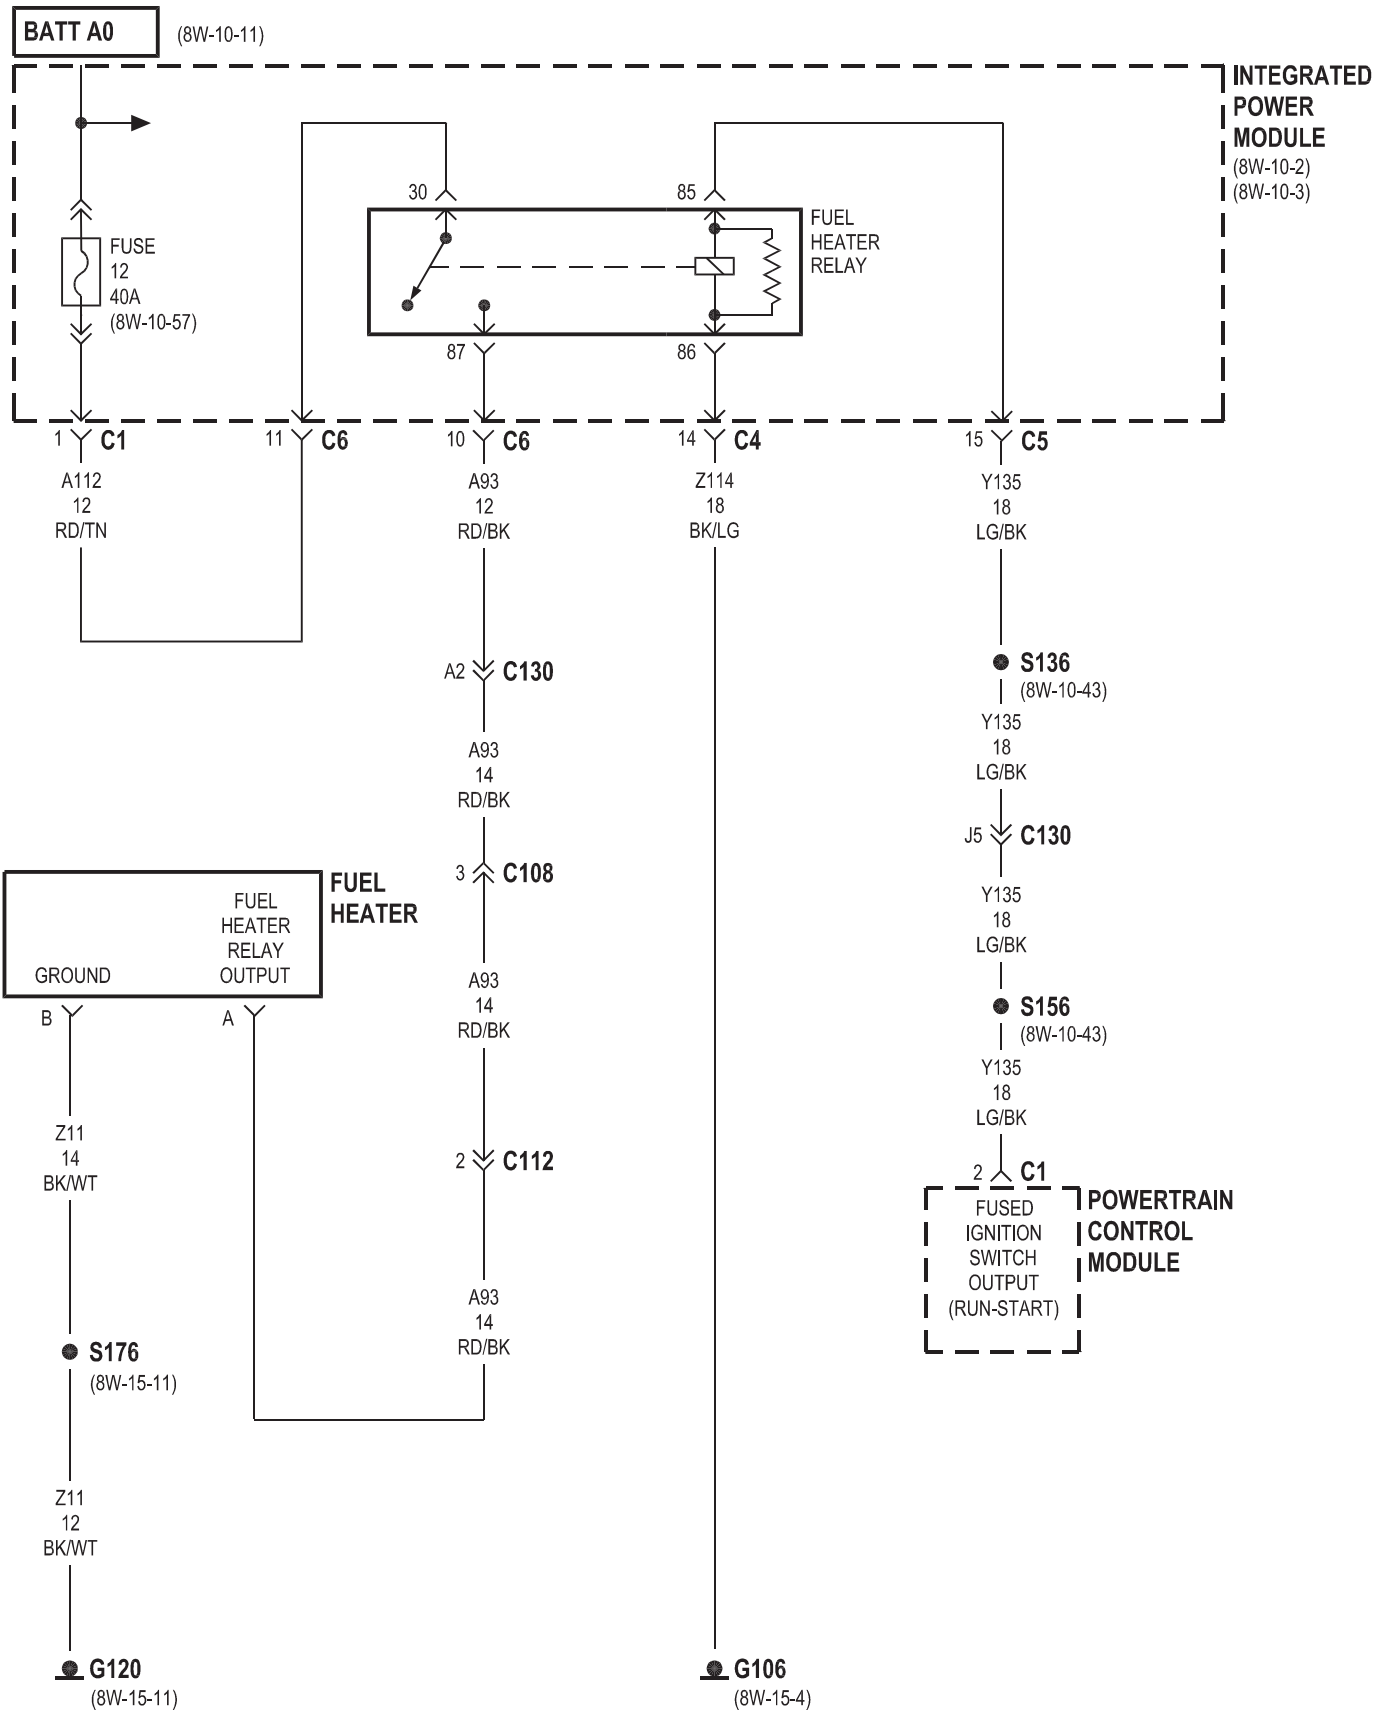 BATT A0
(8W-10-11)
INTEGRATED
POWER
MODULE
(8W-10-2)
(8W-10-3)
30
85
FUEL
HEATER
RELAY
FUSE
12
40A
(8W-10-57)
87
86
1
C1
11
C6
10
C6
14
C4
15
C5
A112
12
RD/TN
A93
12
RD/BK
Z114
18
BK/LG
Y135
18
LG/BK
S136
(8W-10-43)
A2
C130
Y135
18
LG/BK
A93
14
RD/BK
J5
C130
3
C108
FUEL
HEATER
FUEL
HEATER
RELAY
OUTPUT
GROUND
Y135
18
LG/BK
A93
14
RD/BK
S156
(8W-10-43)
B
A
Y135
18
LG/BK
Z11
14
BK/WT
2
C112
2
C1
FUSED
IGNITION
SWITCH
OUTPUT
(RUN-START)
POWERTRAIN
CONTROL
MODULE
A93
14
RD/BK
S176
(8W-15-11)
Z11
12
BK/WT
G120
(8W-15-11)
G106
(8W-15-4)